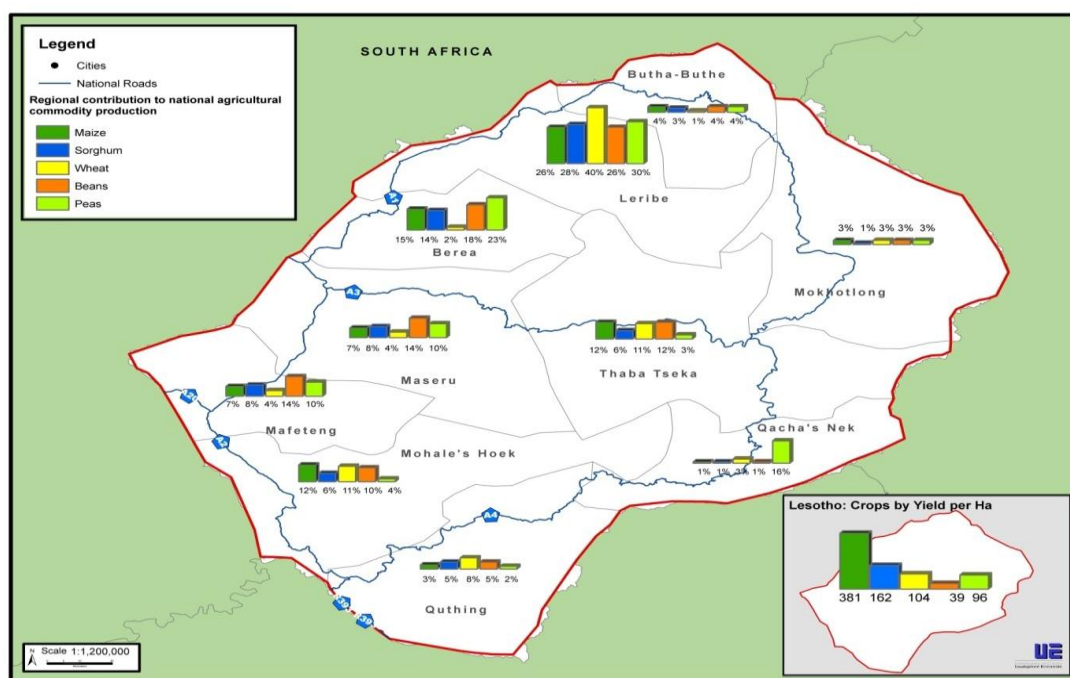 Legend
Cities
National Roads
Regional contribution to national agricultural
commodity production
Maize
Sorghum
Wheat
Beans
Peas
SOUTH AFRICA
Butha-Buthe
4% 3% 1% 4% 4%
26% 28% 40% 26% 30%
Leribe
15% 14% 2% 18% 23%
Berea
3% 1% 3% 3% 3%
Mokhotlong
A3
7% 8% 4% 14% 10%
Maseru
12% 6% 11% 12% 3%
Thaba Tseka
7% 8% 4% 14% 10%
Mafeteng
A2
Mohale's Hoek
12% 6% 11% 10% 4%
Qacha's Nek
1% 1% 3% 1% 16%
A4
3% 5% 8% 5% 2%
Quthing
Scale 1:1,200,000
N
Lesotho: Crops by Yield per Ha
381 162 104 39 96
UE